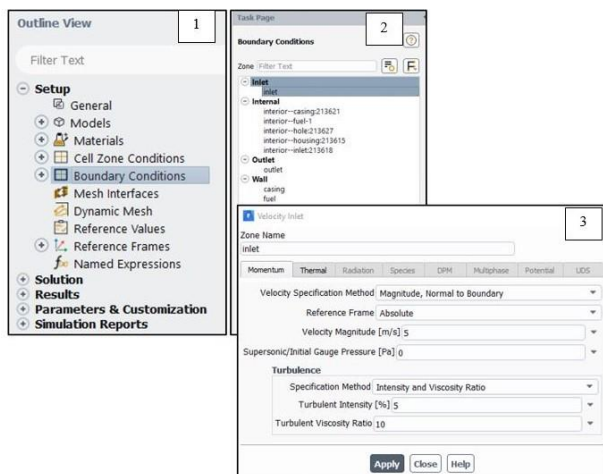 Outline View
1
Filter Text
Setup
General
Models
Materials
Cell Zone Conditions
Boundary Conditions
Mesh Interfaces
Dynamic Mesh
Reference Values
Reference Frames
Named Expressions
Solution
Results
Parameters & Customization
Simulation Reports
Task Page
2
Boundary Conditions
?
Zone Filter Text
Inlet
inlet
Internal
interior--casing:213621
interior--fuel-1
interior--hole:213627
interior--housing:213615
interior--inlet:213618
Outlet
outlet
Wall
casing
fuel
Velocity Inlet
3
Zone Name
inlet
Momentum Thermal Radiation Species DPM Multiphase Potential UDS
Velocity Specification Method Magnitude, Normal to Boundary
Reference Frame Absolute
Velocity Magnitude [m/s] 5
Supersonic/Initial Gauge Pressure [Pa] 0
Turbulence
Specification Method Intensity and Viscosity Ratio
Turbulent Intensity [%] 5
Turbulent Viscosity Ratio 10
Apply Close Help